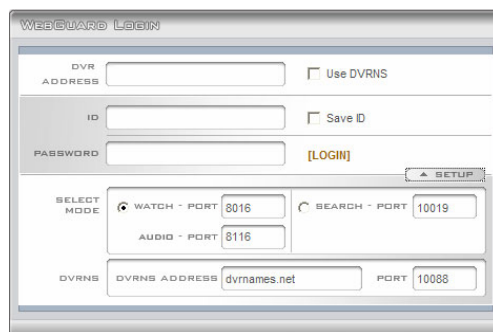 WebGuard Login
DVR ADDRESS
Use DVRNS
ID
Save ID
PASSWORD
[LOGIN]
▲ SETUP
SELECT MODE
WATCH - PORT 8016
SEARCH - PORT 10019
AUDIO - PORT 8116
DVRNS
DVRNS ADDRESS dvrnames.net
PORT 10088